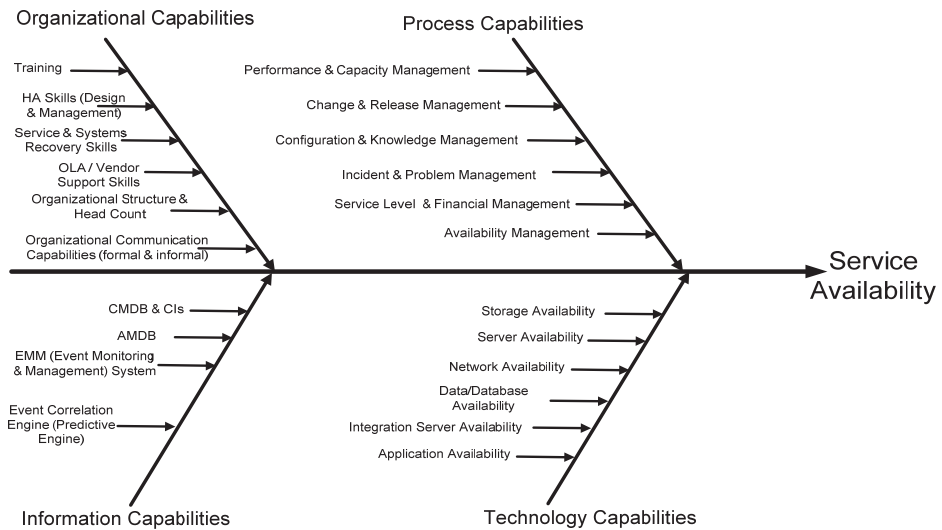 Organizational Capabilities
Training
HA Skills (Design
& Management)
Service & Systems
Recovery Skills
OLA / Vendor
Support Skills
Organizational Structure &
Head Count
Organizational Communication
Capabilities (formal & informal)
Process Capabilities
Performance & Capacity Management
Change & Release Management
Configuration & Knowledge Management
Incident & Problem Management
Service Level & Financial Management
Availability Management
Service
Availability
CMDB & CIs
AMDB
EMM (Event Monitoring
& Management) System
Event Correlation
Engine (Predictive
Engine)
Information Capabilities
Storage Availability
Server Availability
Network Availability
Data/Database
Availability
Integration Server Availability
Application Availability
Technology Capabilities